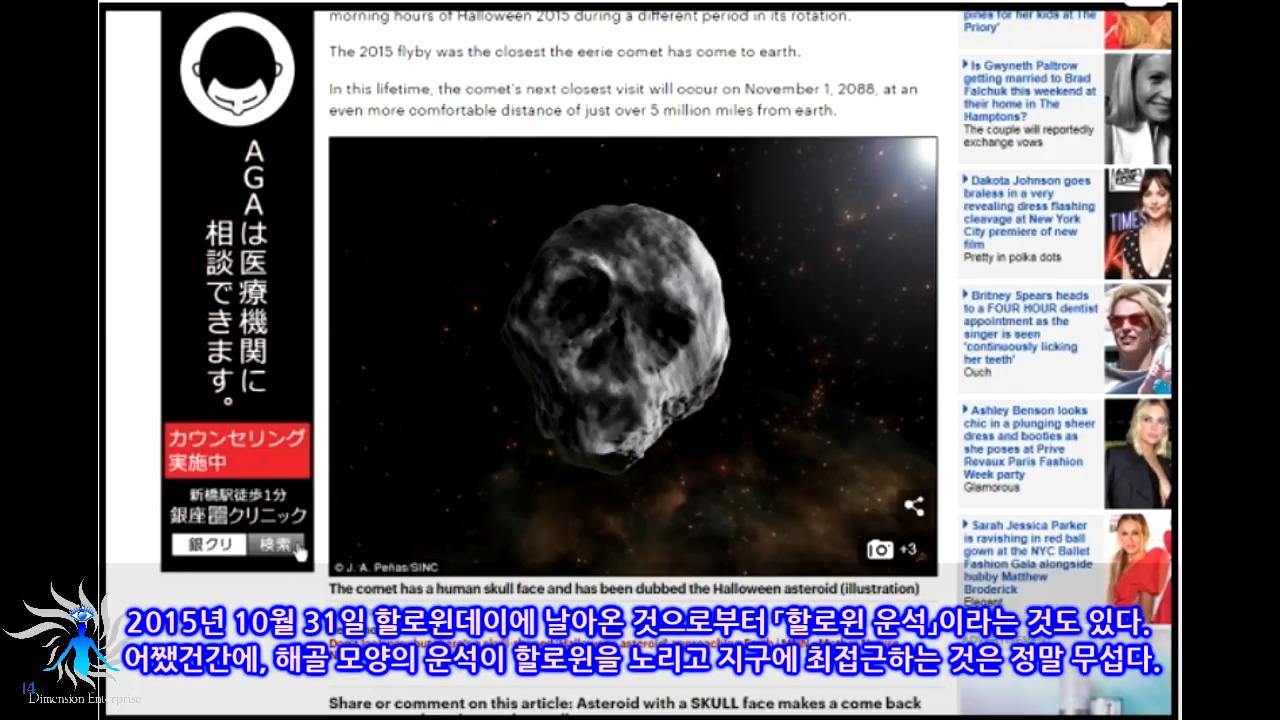 morning hours of Halloween 2015 during a different period in its rotation.
The 2015 flyby was the closest the eerie comet has come to earth.
In this lifetime, the comet's next closest visit will occur on November 1, 2088, at an
even more comfortable distance of just over 5 million miles from earth.
AGAは医療機関に
相談できます。
カウンセリング
実施中
新橋駅徒歩1分
銀座総合クリニック
銀クリ 検索
© J. A. Peñas/SINC
+3
The comet has a human skull face and has been dubbed the Halloween asteroid (illustration)
2015년 10월 31일 할로윈데이에 날아온 것으로부터 「할로윈 운석」이라는 것도 있다.
어쨌건간에, 해골 모양의 운석이 할로윈을 노리고 지구에 최접근하는 것은 정말 무섭다.
Share or comment on this article: Asteroid with a SKULL face makes a come back
pines for her kids at The
Priory'
Is Gwyneth Paltrow
getting married to Brad
Falchuk this weekend at
their home in The
Hamptons?
The couple will reportedly
exchange vows
Dakota Johnson goes
braless in a very
revealing dress flashing
cleavage at New York
City premiere of new
film
Pretty in polka dots
TIMES
Britney Spears heads
to a FOUR HOUR dentist
appointment as the
singer is seen
'continuously licking
her teeth'
Ouch
Ashley Benson looks
chic in a plunging sheer
dress and booties as
she poses at Prive
Revaux Paris Fashion
Week party
Glamorous
Sarah Jessica Parker
is ravishing in red ball
gown at the NYC Ballet
Fashion Gala alongside
hubby Matthew
Broderick
Elegant
14
Dimension Enterprise